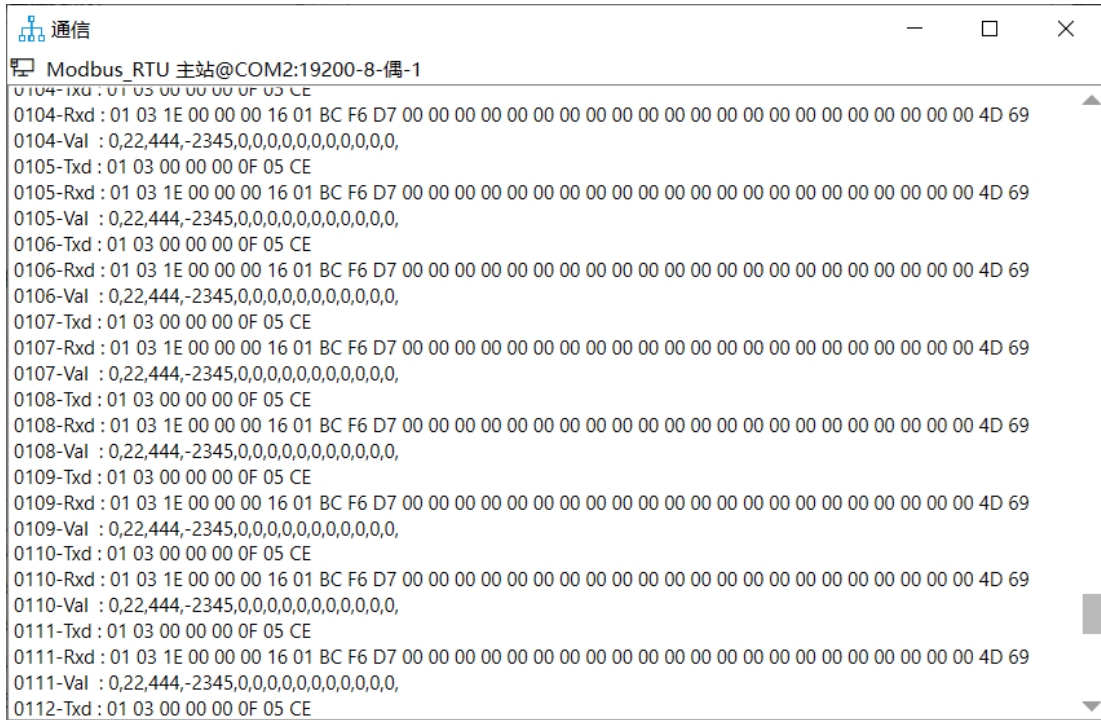 通信
Modbus_RTU 主站@COM2:19200-8-偶-1
0104-Txd : 01 03 00 00 00 0F 05 CE
0104-Rxd : 01 03 1E 00 00 00 16 01 BC F6 D7 00 00 00 00 00 00 00 00 00 00 00 00 00 00 00 00 00 00 00 00 00 00 4D 69
0104-Val : 0,22,444,-2345,0,0,0,0,0,0,0,0,0,0,0,
0105-Txd : 01 03 00 00 00 0F 05 CE
0105-Rxd : 01 03 1E 00 00 00 16 01 BC F6 D7 00 00 00 00 00 00 00 00 00 00 00 00 00 00 00 00 00 00 00 00 00 00 4D 69
0105-Val : 0,22,444,-2345,0,0,0,0,0,0,0,0,0,0,0,
0106-Txd : 01 03 00 00 00 0F 05 CE
0106-Rxd : 01 03 1E 00 00 00 16 01 BC F6 D7 00 00 00 00 00 00 00 00 00 00 00 00 00 00 00 00 00 00 00 00 00 00 4D 69
0106-Val : 0,22,444,-2345,0,0,0,0,0,0,0,0,0,0,0,
0107-Txd : 01 03 00 00 00 0F 05 CE
0107-Rxd : 01 03 1E 00 00 00 16 01 BC F6 D7 00 00 00 00 00 00 00 00 00 00 00 00 00 00 00 00 00 00 00 00 00 00 4D 69
0107-Val : 0,22,444,-2345,0,0,0,0,0,0,0,0,0,0,0,
0108-Txd : 01 03 00 00 00 0F 05 CE
0108-Rxd : 01 03 1E 00 00 00 16 01 BC F6 D7 00 00 00 00 00 00 00 00 00 00 00 00 00 00 00 00 00 00 00 00 00 00 4D 69
0108-Val : 0,22,444,-2345,0,0,0,0,0,0,0,0,0,0,0,
0109-Txd : 01 03 00 00 00 0F 05 CE
0109-Rxd : 01 03 1E 00 00 00 16 01 BC F6 D7 00 00 00 00 00 00 00 00 00 00 00 00 00 00 00 00 00 00 00 00 00 00 4D 69
0109-Val : 0,22,444,-2345,0,0,0,0,0,0,0,0,0,0,0,
0110-Txd : 01 03 00 00 00 0F 05 CE
0110-Rxd : 01 03 1E 00 00 00 16 01 BC F6 D7 00 00 00 00 00 00 00 00 00 00 00 00 00 00 00 00 00 00 00 00 00 00 4D 69
0110-Val : 0,22,444,-2345,0,0,0,0,0,0,0,0,0,0,0,
0111-Txd : 01 03 00 00 00 0F 05 CE
0111-Rxd : 01 03 1E 00 00 00 16 01 BC F6 D7 00 00 00 00 00 00 00 00 00 00 00 00 00 00 00 00 00 00 00 00 00 00 4D 69
0111-Val : 0,22,444,-2345,0,0,0,0,0,0,0,0,0,0,0,
0112-Txd : 01 03 00 00 00 0F 05 CE